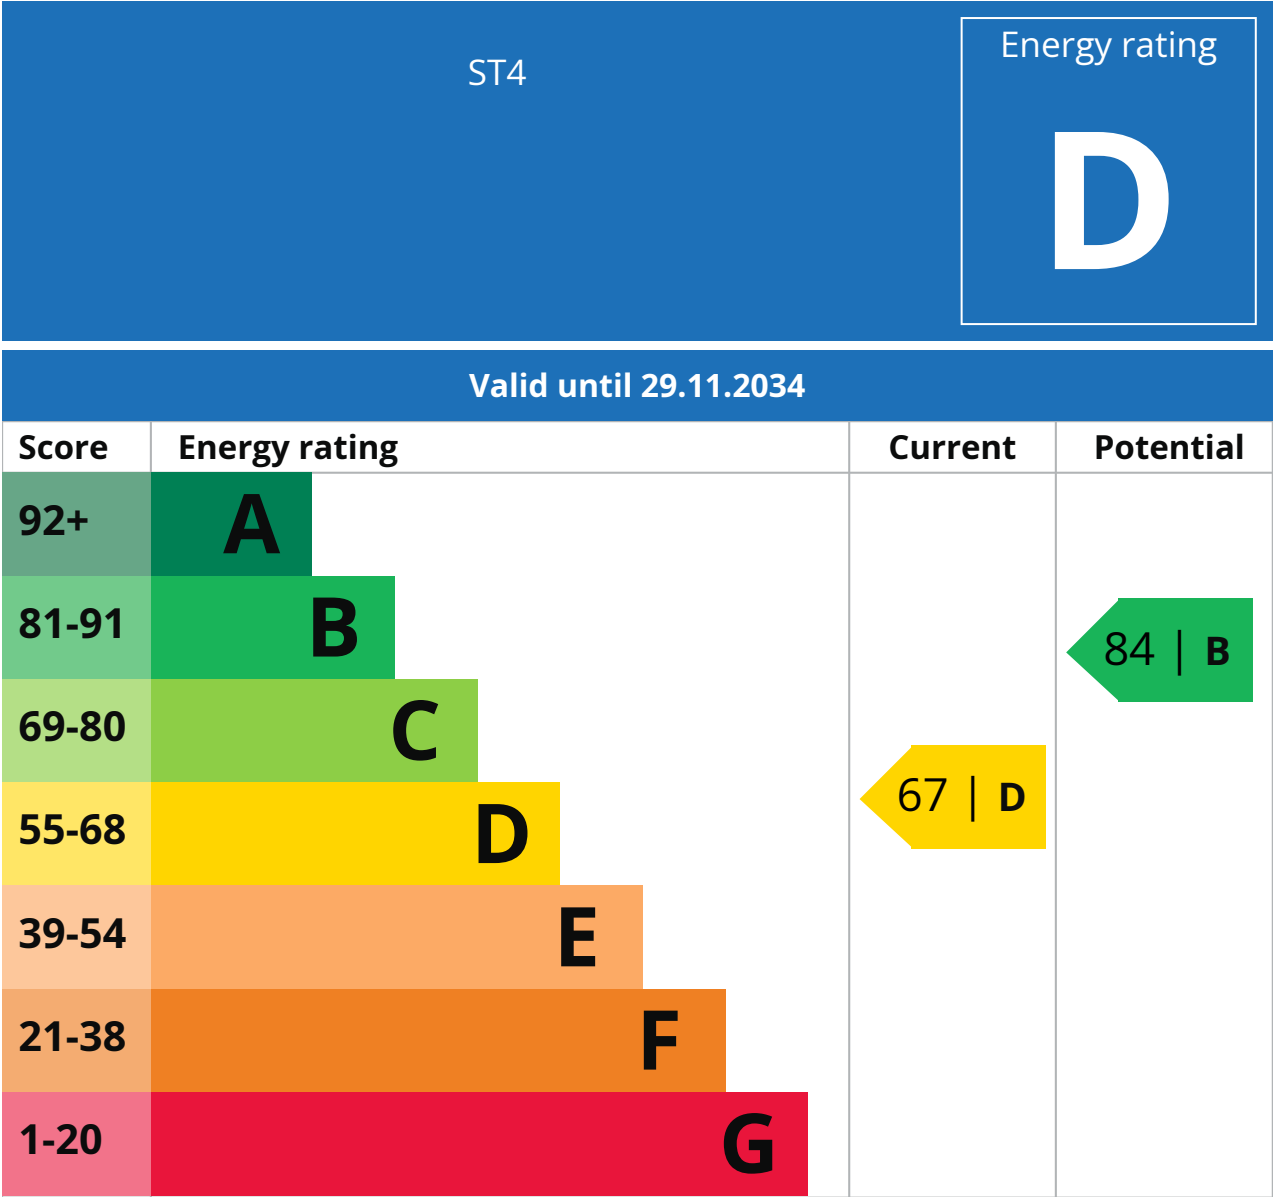 ST4
Energy rating
D
Valid until 29.11.2034
Score Energy rating Current Potential
92+ A
81-91 B
84 | B
69-80 C
67 | D
55-68 D
39-54 E
21-38 F
1-20 G